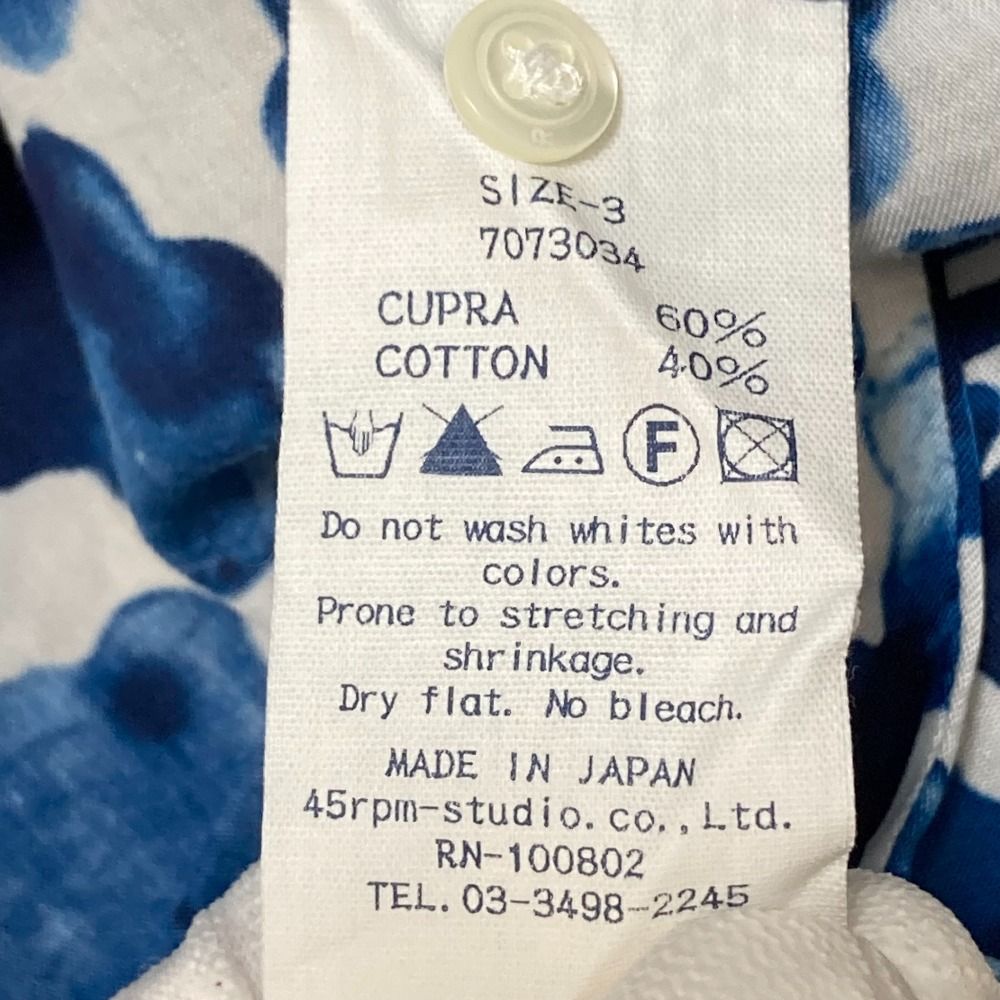 R
SIZE-3
7073034
CUPRA 60%
COTTON 40%
F
Do not wash whites with
colors.
Prone to stretching and
shrinkage.
Dry flat. No bleach.
MADE IN JAPAN
45rpm-studio.co.,Ltd.
RN-100802
TEL.03-3498-2245